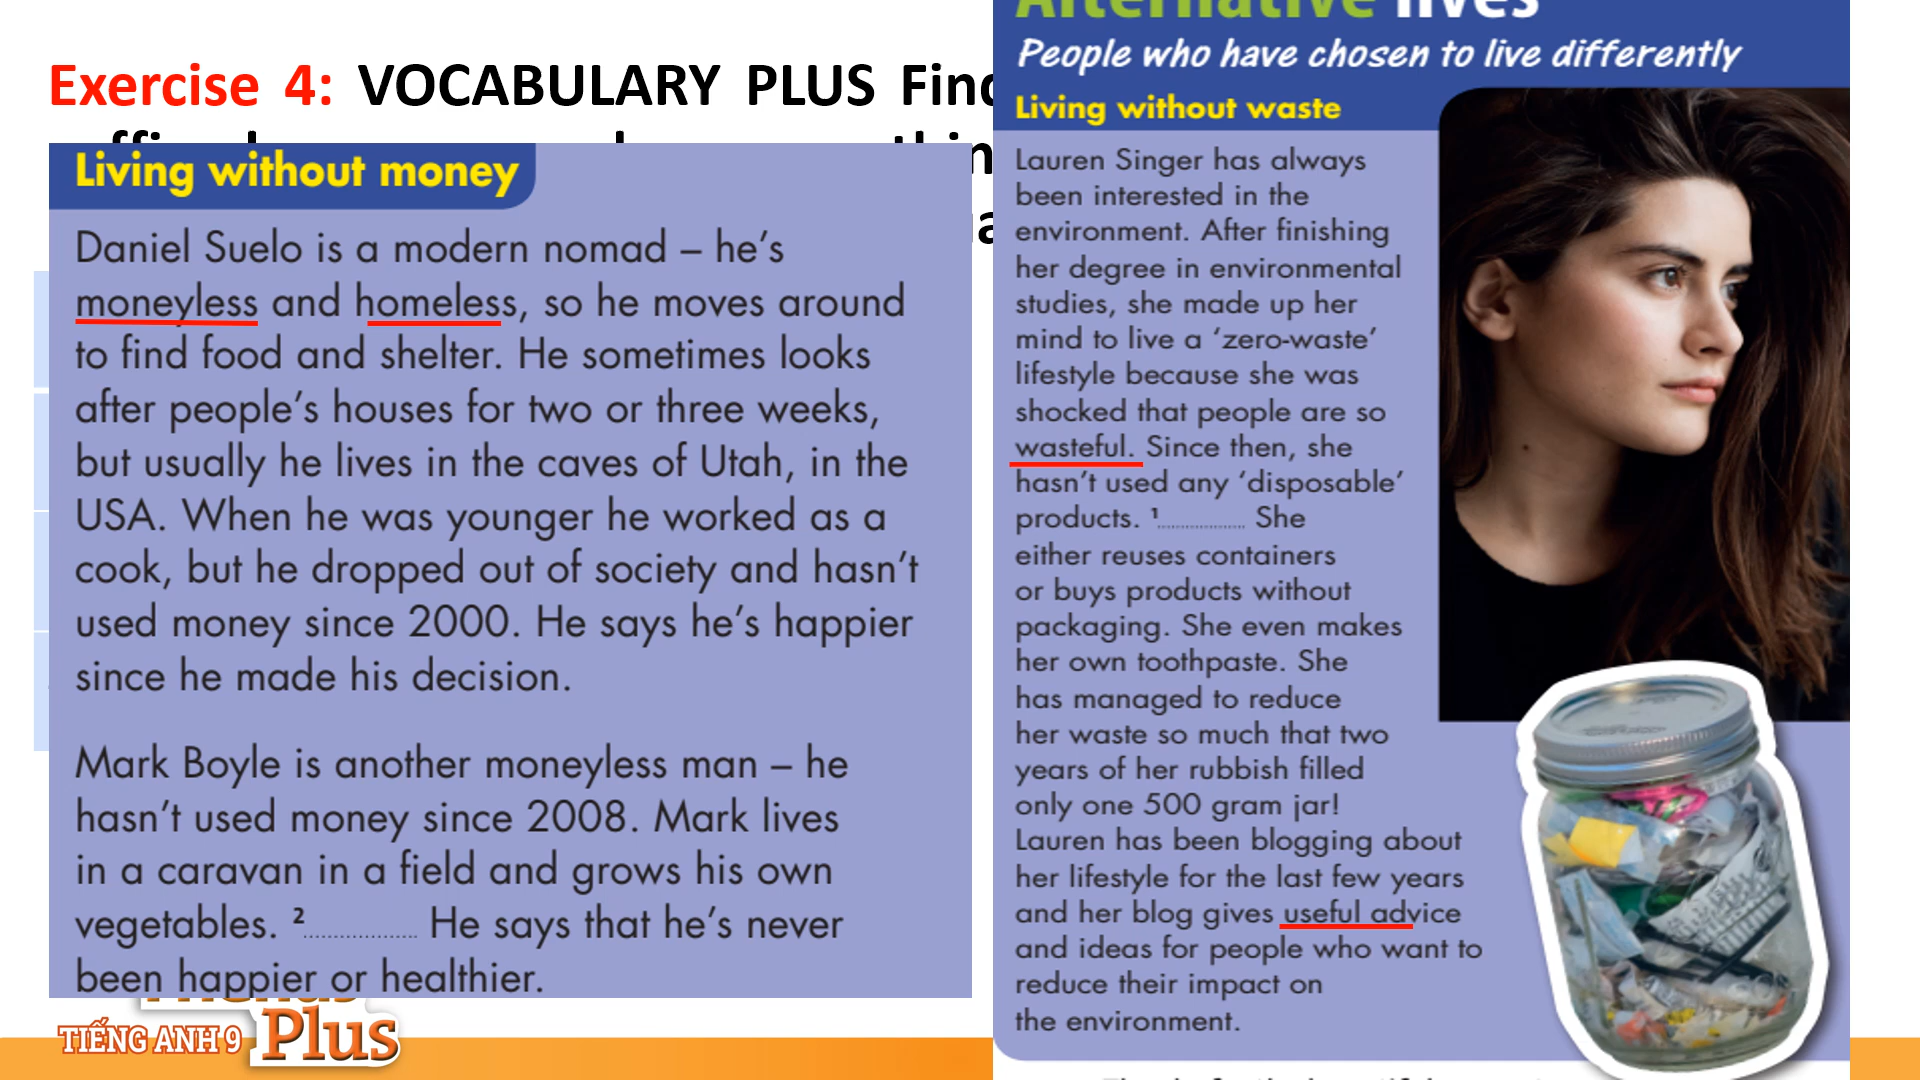 Exercise 4: VOCABULARY PLUS
Living without money
Daniel Suelo is a modern nomad – he's
moneyless and homeless, so he moves around
to find food and shelter. He sometimes looks
after people's houses for two or three weeks,
but usually he lives in the caves of Utah, in the
USA. When he was younger he worked as a
cook, but he dropped out of society and hasn't
used money since 2000. He says he's happier
since he made his decision.
Mark Boyle is another moneyless man – he
hasn't used money since 2008. Mark lives
in a caravan in a field and grows his own
vegetables. 2.................. He says that he's never
been happier or healthier.
Alternative lives
People who have chosen to live differently
Living without waste
Lauren Singer has always
been interested in the
environment. After finishing
her degree in environmental
studies, she made up her
mind to live a 'zero-waste'
lifestyle because she was
shocked that people are so
wasteful. Since then, she
hasn't used any 'disposable'
products. 1.................. She
either reuses containers
or buys products without
packaging. She even makes
her own toothpaste. She
has managed to reduce
her waste so much that two
years of her rubbish filled
only one 500 gram jar!
Lauren has been blogging about
her lifestyle for the last few years
and her blog gives useful advice
and ideas for people who want to
reduce their impact on
the environment.
TIẾNG ANH 9
Friends
Plus